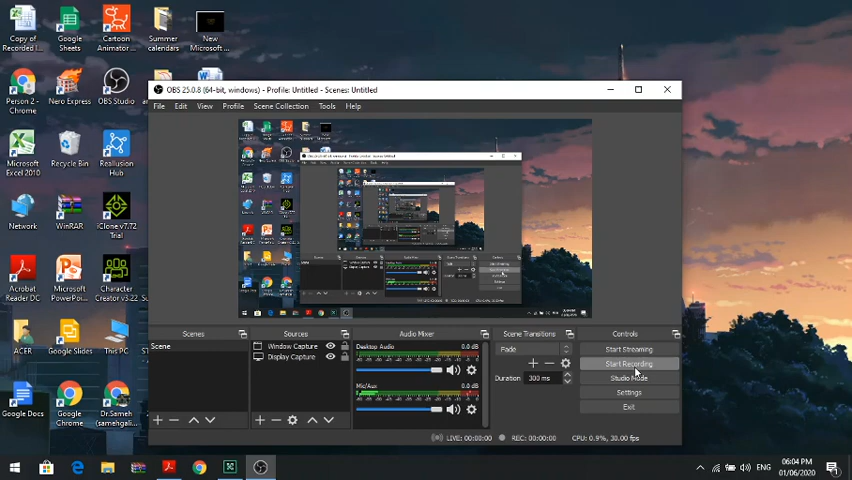 Copy of Recorded I...
Google Sheets
Cartoon Animator ...
Summer calendars
New Microsoft ...
Person 2 - Chrome
Nero Express
OBS Studio
Microsoft Excel 2010
Recycle Bin
Reallusion Hub
Network
WinRAR
iClone v7.72 Trial
Acrobat Reader DC
Microsoft PowerPoi...
Character Creator v3.22
ACER
Google Slides
This PC
Google Docs
Google Chrome
Dr.Sameh (samehgali...
OBS 25.0.8 (64-bit, windows) - Profile: Untitled - Scenes: Untitled
File Edit View Profile Scene Collection Tools Help
Scenes Sources Audio Mixer Scene Transitions Controls
Scene
Window Capture
Display Capture
Desktop Audio 0.0 dB
Mic/Aux 0.0 dB
Fade
Duration 300 ms
Start Streaming
Start Recording
Studio Mode
Settings
Exit
LIVE: 00:00:00 REC: 00:00:00 CPU: 0.9%, 30.00 fps
ENG
06:04 PM
01/06/2020